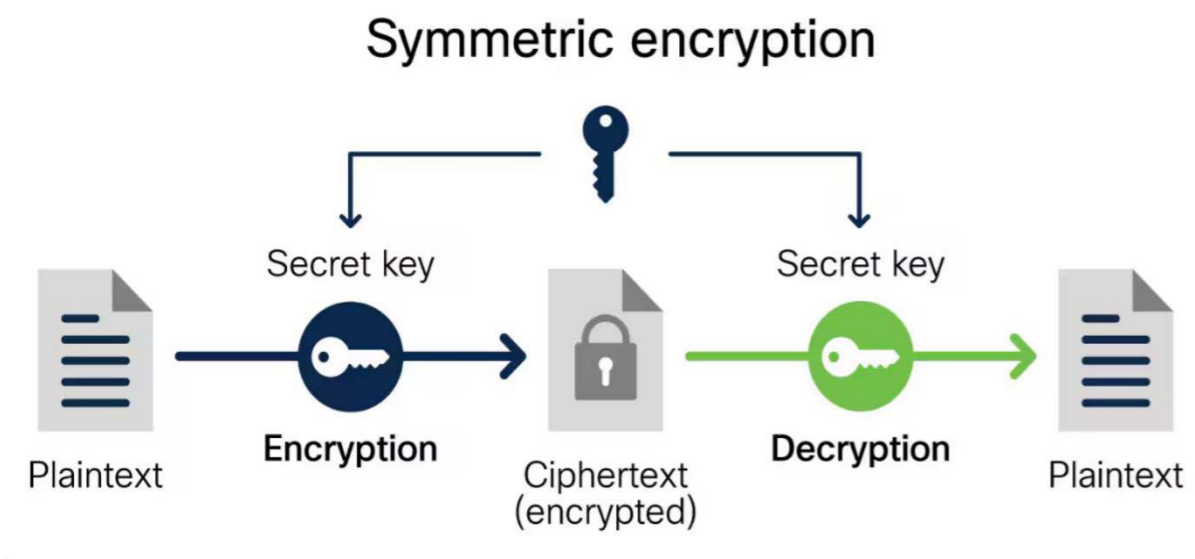 Symmetric encryption
Secret key
Secret key
Encryption
Decryption
Plaintext
Ciphertext
(encrypted)
Plaintext